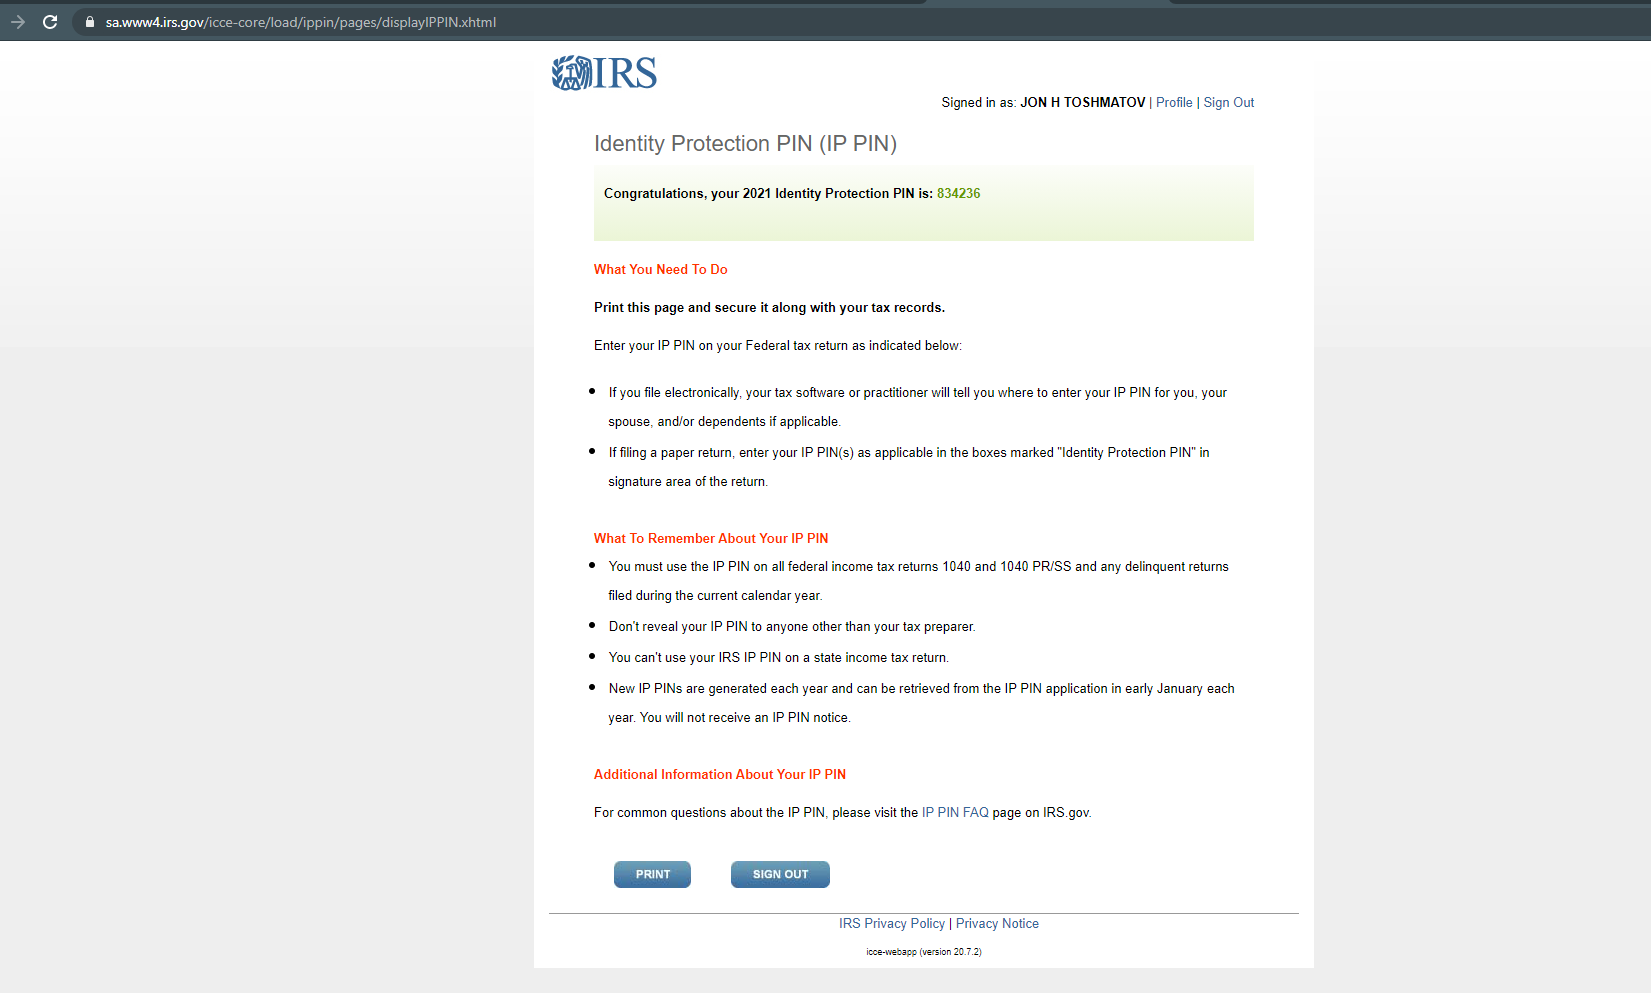 sa.www4.irs.gov/icce-core/load/ippin/pages/displayIPPIN.xhtml
IRS
Signed in as: JON H TOSHMATOV | Profile | Sign Out
Identity Protection PIN (IP PIN)
Congratulations, your 2021 Identity Protection PIN is: 834236
What You Need To Do
Print this page and secure it along with your tax records.
Enter your IP PIN on your Federal tax return as indicated below:
• If you file electronically, your tax software or practitioner will tell you where to enter your IP PIN for you, your
spouse, and/or dependents if applicable.
• If filing a paper return, enter your IP PIN(s) as applicable in the boxes marked "Identity Protection PIN" in
signature area of the return.
What To Remember About Your IP PIN
• You must use the IP PIN on all federal income tax returns 1040 and 1040 PR/SS and any delinquent returns
filed during the current calendar year.
• Don't reveal your IP PIN to anyone other than your tax preparer.
• You can't use your IRS IP PIN on a state income tax return.
• New IP PINs are generated each year and can be retrieved from the IP PIN application in early January each
year. You will not receive an IP PIN notice.
Additional Information About Your IP PIN
For common questions about the IP PIN, please visit the IP PIN FAQ page on IRS.gov.
PRINT SIGN OUT
IRS Privacy Policy | Privacy Notice
icce-webapp (version 20.7.2)